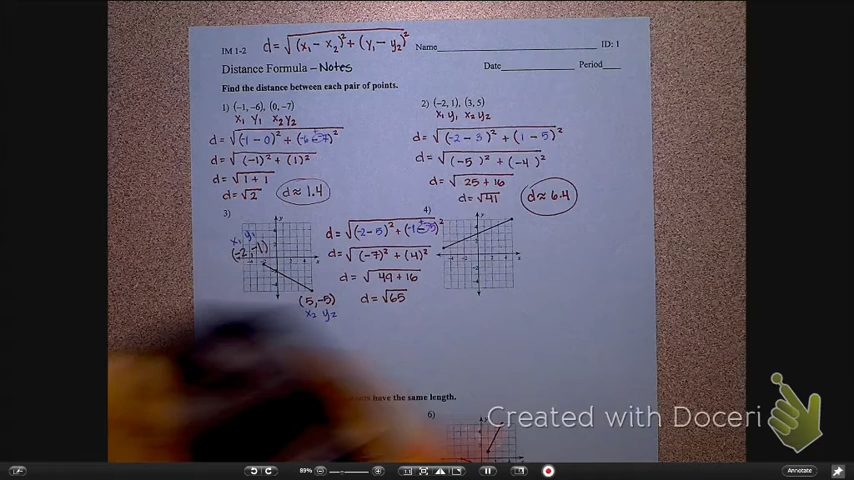 IM 1-2
d = √(x₁ − x₂)² + (y₁ − y₂)²
Name
ID: 1
Distance Formula – Notes
Date Period
Find the distance between each pair of points.
1) (−1, −6), (0, −7)
x₁ y₁ x₂ y₂
d = √(-1 − 0)² + (-6 − -7)²
d = √(-1)² + (1)²
d = √1 + 1
d = √2
d ≈ 1.4
2) (−2, 1), (3, 5)
x₁ y₁ x₂ y₂
d = √(-2 − 3)² + (1 − 5)²
d = √(-5)² + (-4)²
d = √25 + 16
d = √41
d ≈ 6.4
3)
x₁ y₁
(-2, -1)
(5, -5)
x₂ y₂
d = √(-2 − 5)² + (-1 − -5)²
d = √(-7)² + (4)²
d = √49 + 16
d = √65
4)
have the same length.
6)
Created with Doceri
89%
Annotate